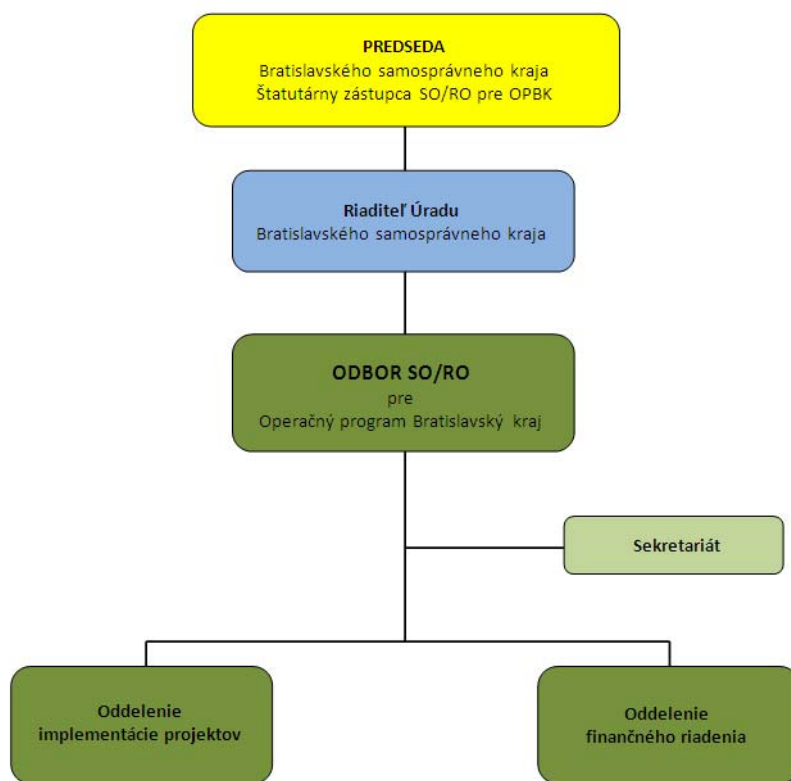 PREDSEDA
Bratislavského samosprávneho kraja
Štatutárny zástupca SO/RO pre OPBK
Riaditeľ Úradu
Bratislavského samosprávneho kraja
ODBOR SO/RO
pre
Operačný program Bratislavský kraj
Sekretariát
Oddelenie
implementácie projektov
Oddelenie
finančného riadenia